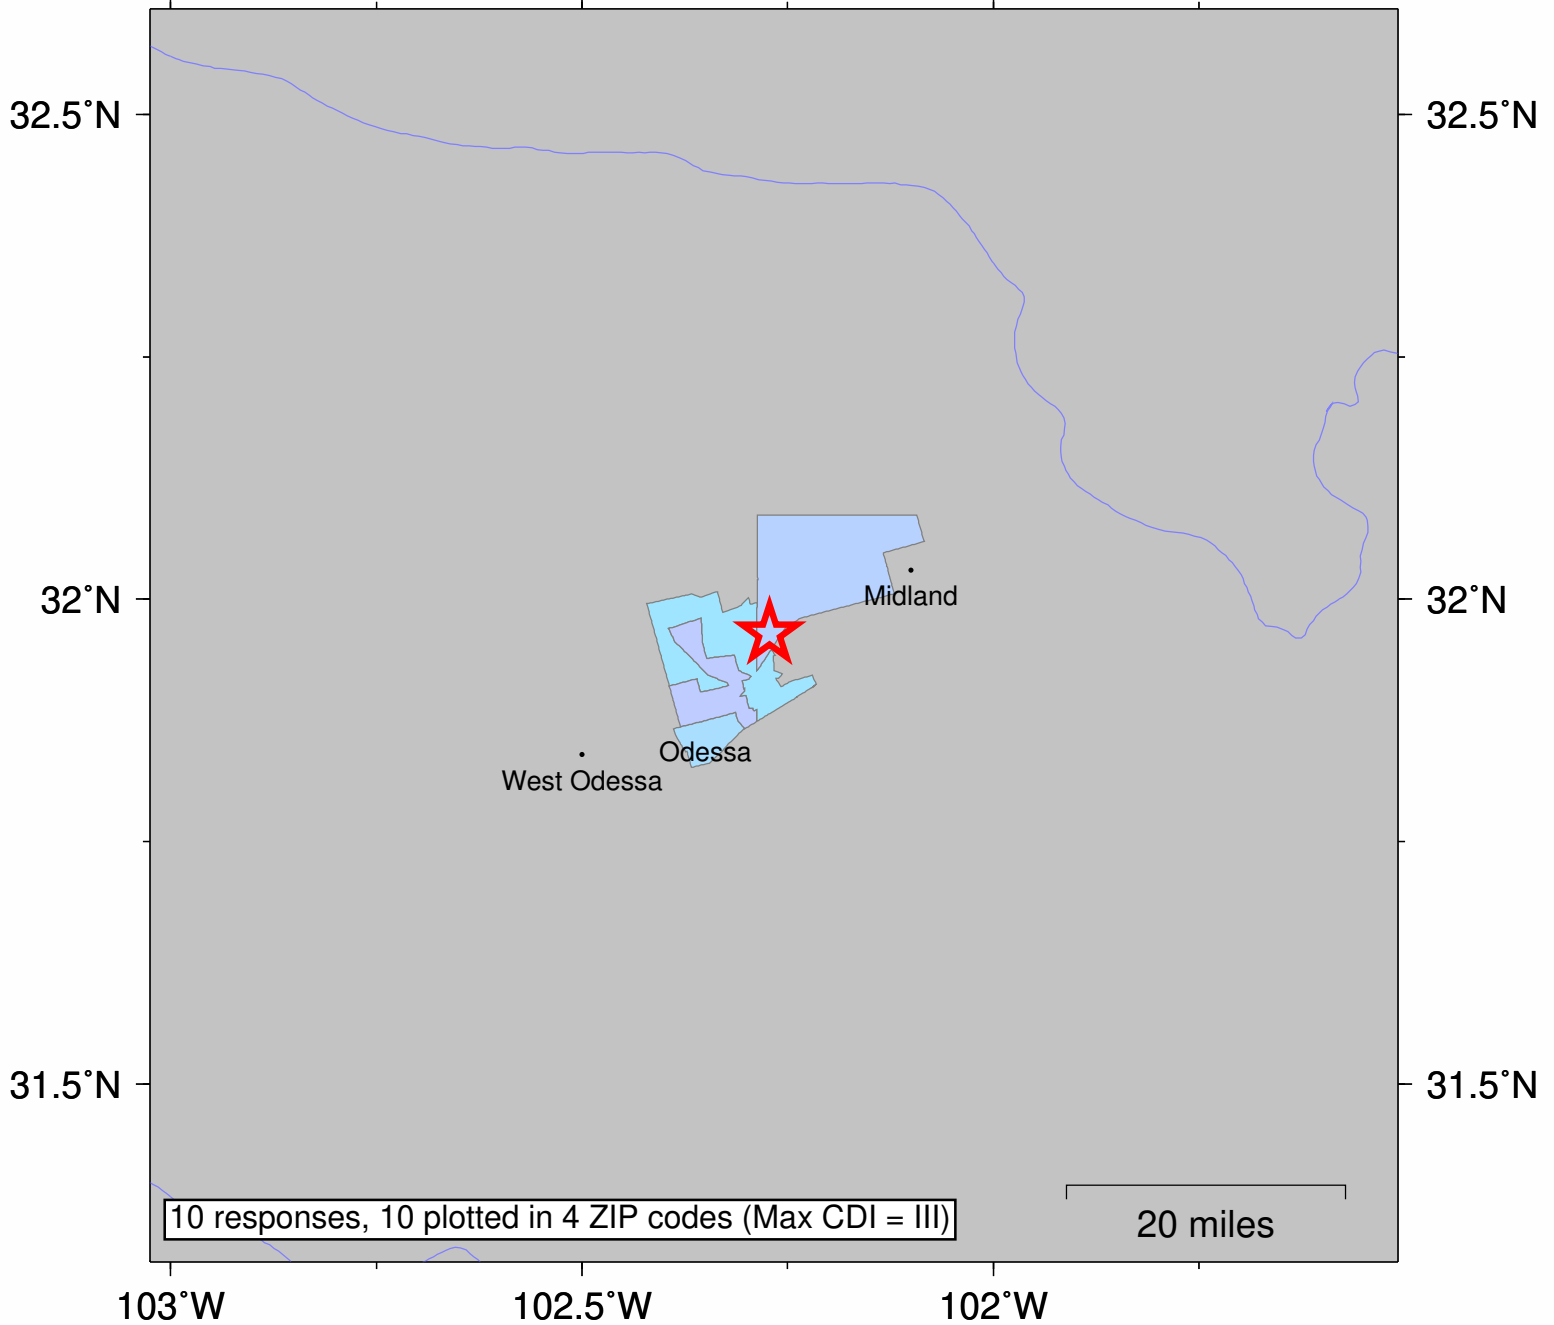 32.5°N
32.5°N
32°N
32°N
Midland
Odessa
West Odessa
31.5°N
31.5°N
10 responses, 10 plotted in 4 ZIP codes (Max CDI = III)
20 miles
103°W
102.5°W
102°W